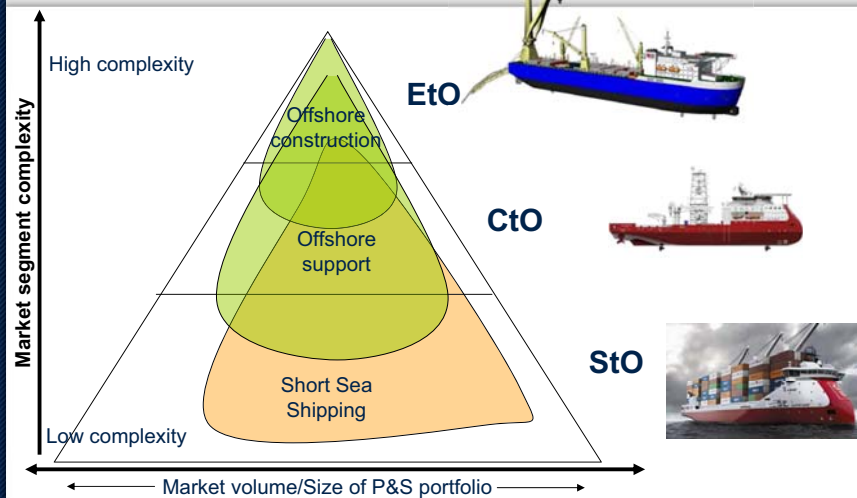 High complexity
EtO
Offshore
construction
CtO
Offshore
support
StO
Short Sea
Shipping
Low complexity
Market segment complexity
Market volume/Size of P&S portfolio